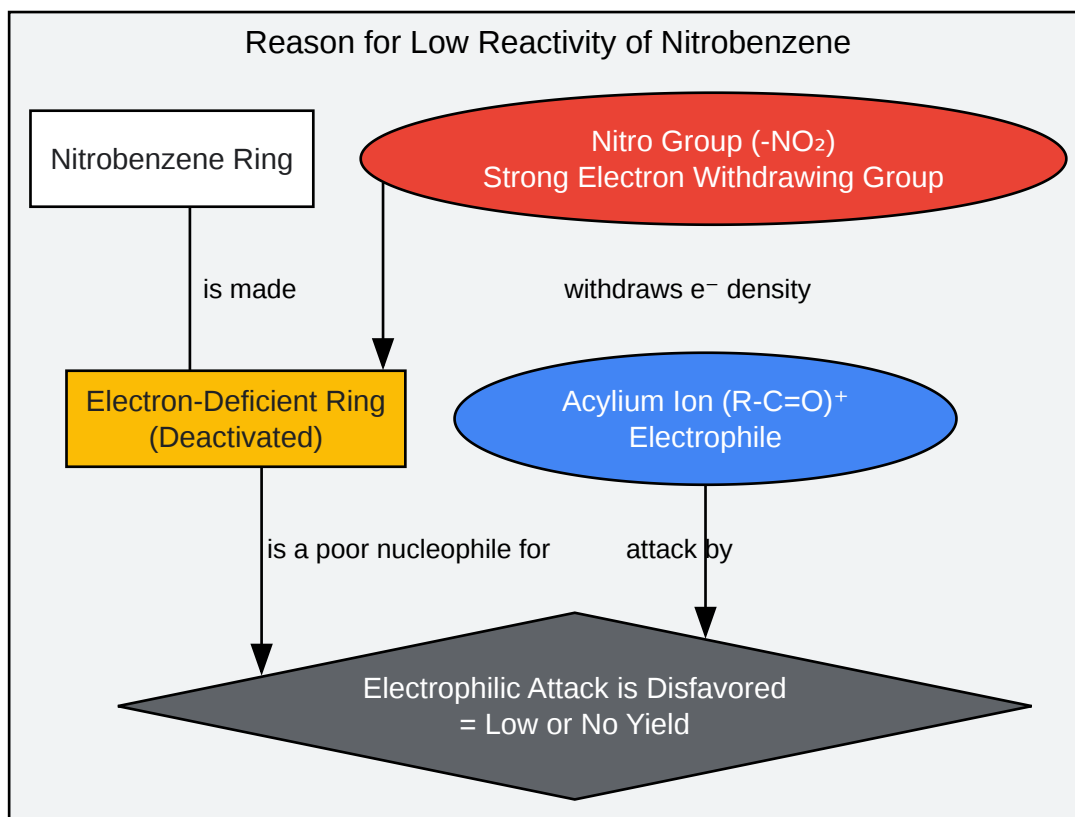 Reason for Low Reactivity of Nitrobenzene
Nitrobenzene Ring
Nitro Group (-NO₂)
Strong Electron Withdrawing Group
is made
withdraws e⁻ density
Electron-Deficient Ring
(Deactivated)
Acylium Ion (R-C=O)⁺
Electrophile
is a poor nucleophile for
attack by
Electrophilic Attack is Disfavored
= Low or No Yield